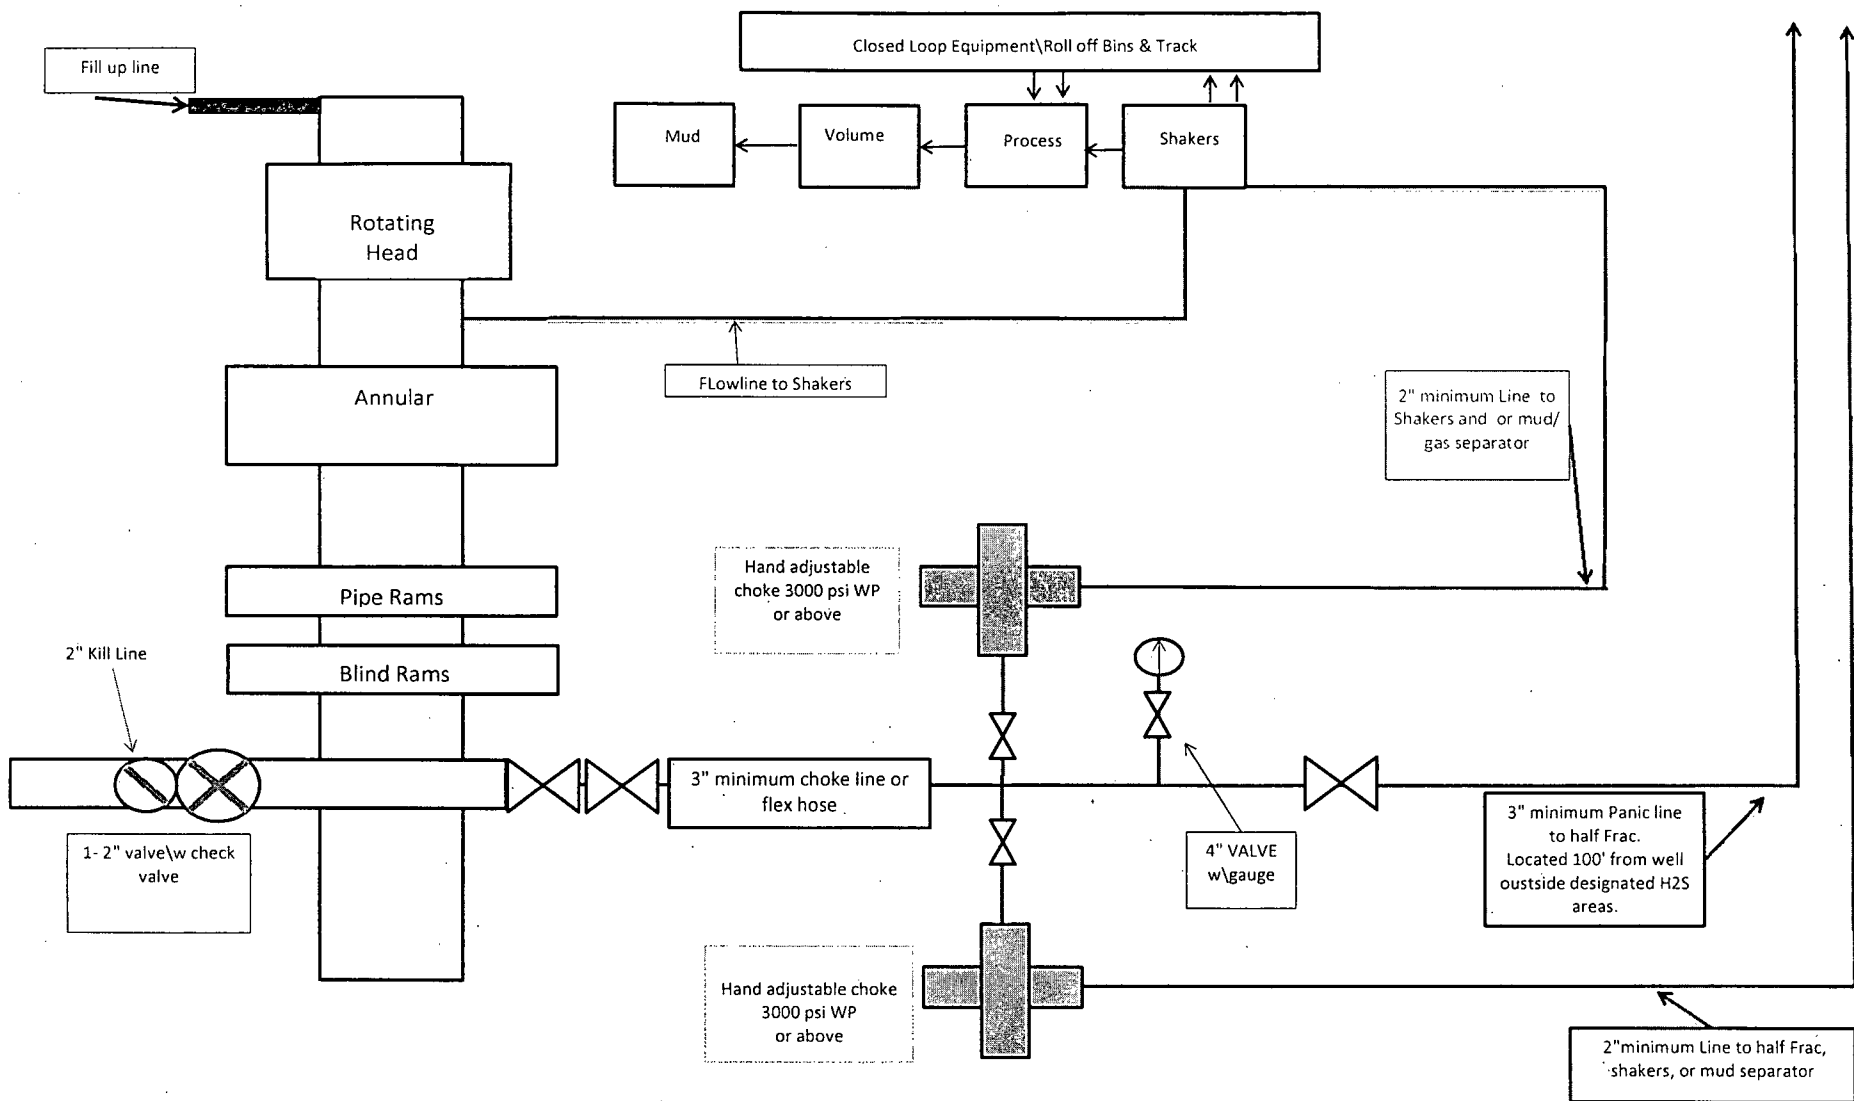 Closed Loop Equipment\Roll off Bins & Track
Fill up line
Mud
Volume
Process
Shakers
Rotating
Head
FLowline to Shakers
Annular
2" minimum Line to
Shakers and or mud/
gas separator
Hand adjustable
choke 3000 psi WP
or above
Pipe Rams
2" Kill Line
Blind Rams
3" minimum choke line or
flex hose
1- 2" valve\w check
valve
4" VALVE
w\gauge
3" minimum Panic line
to half Frac.
Located 100' from well
oustside designated H2S
areas.
Hand adjustable choke
3000 psi WP
or above
2"minimum Line to half Frac,
shakers, or mud separator